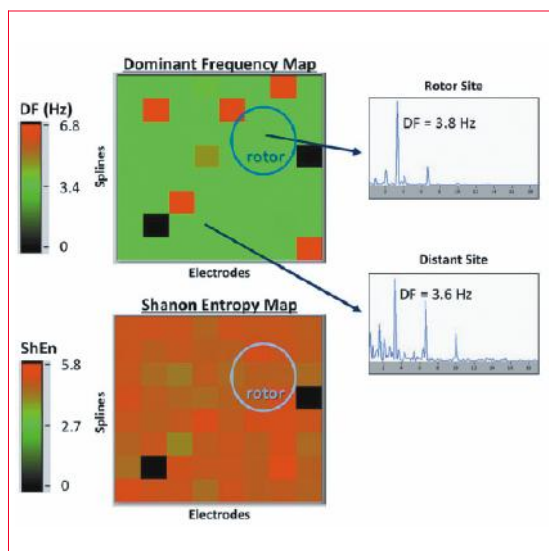 Dominant Frequency Map
DF (Hz)
6.8
3.4
0
Splines
rotor
Electrodes
Rotor Site
DF = 3.8 Hz
Distant Site
DF = 3.6 Hz
Shanon Entropy Map
ShEn
5.8
2.7
0
Splines
rotor
Electrodes